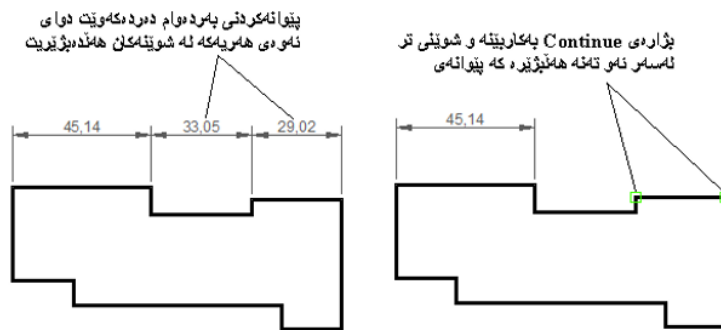 پێوانەکردنی بەردەوام دەردەکەوێت دوای
ئەوەی هەریەکە لە شوێنەکان هەڵدەبژێریت
45,14
33,05
29,02
بژاردەی Continue بەکاربێنە و شوێنی تر
لەسەر ئەو تەنە هەڵبژێرە کە پێوانەی
45,14